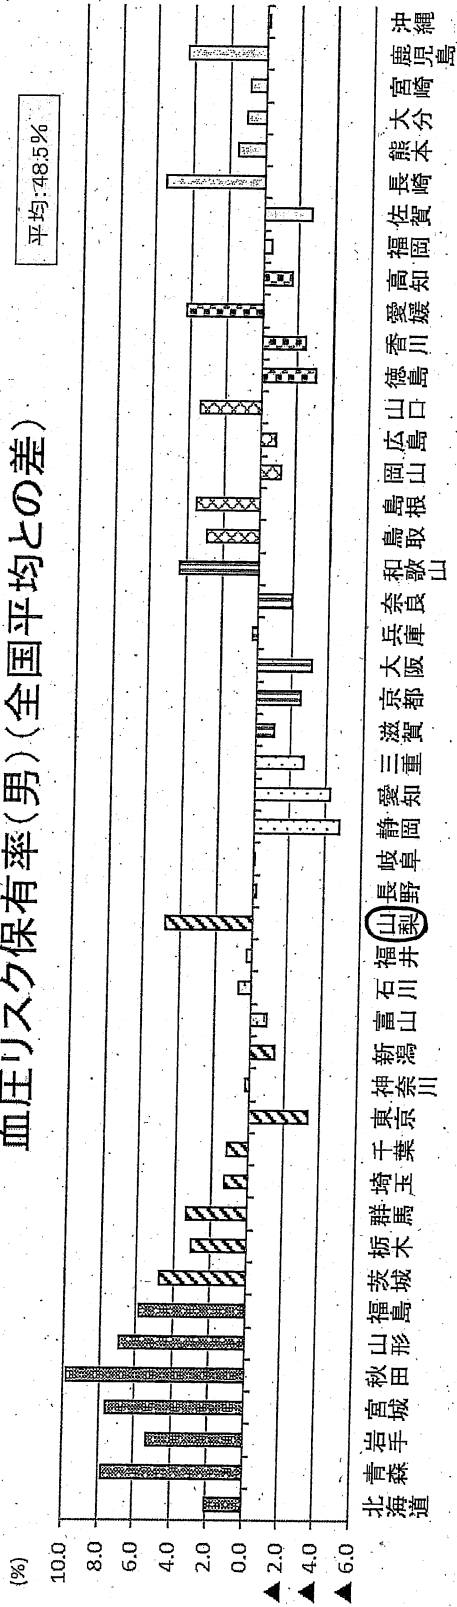 血圧リスク保有率(男)(全国平均との差)
平均:48.5%
(%)
10.0
8.0
6.0
4.0
2.0
0.0
▲ 2.0
▲ 4.0
▲ 6.0
北海道
青森
岩手
宮城
秋田
山形
福島
茨城
栃木
群馬
埼玉
千葉
東京
神奈川
新潟
富山
石川
福井
山梨
長野
岐阜
静岡
愛知
三重
滋賀
京都
大阪
兵庫
奈良
和歌山
鳥取
島根
岡山
広島
山口
徳島
香川
愛媛
高知
福岡
佐賀
長崎
熊本
大分
宮崎
鹿児島
沖縄